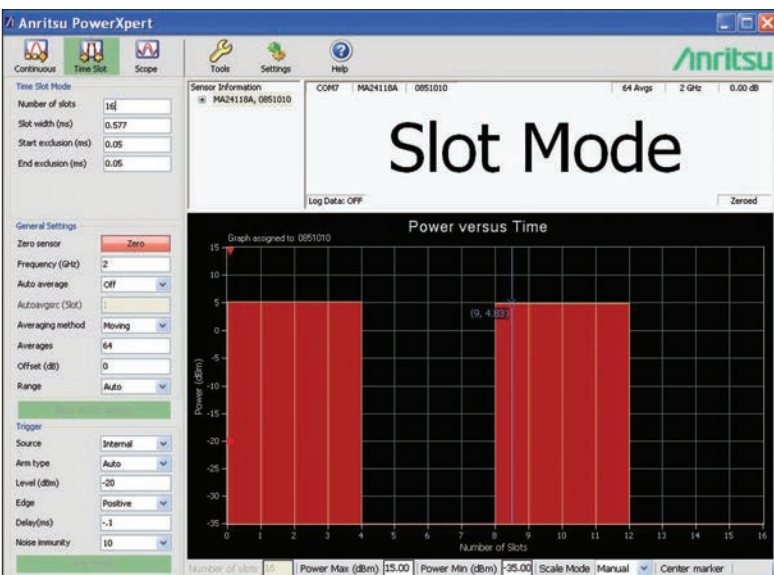 Anritsu PowerXpert
Continuous Time Slot Scope Tools Settings Help
Anritsu
Time Slot Mode
Number of slots 16
Slot width (ms) 0.577
Start exclusion (ms) 0.05
End exclusion (ms) 0.05
Sensor Information
MA24118A, 0851010
COM7 MA24118A 0851010 64 Avgs 2 GHz 0.00 dB
Slot Mode
Log Data: OFF Zeroed
General Settings
Zero sensor Zero
Frequency (GHz) 2
Auto average Off
Autoavgsrc (Slot) 1
Averaging method Moving
Averages 64
Offset (dB) 0
Range Auto
Trigger
Source Internal
Arm type Auto
Level (dBm) -20
Edge Positive
Delay(ms) -.1
Noise immunity 10
Power versus Time
Graph assigned to: 0851010
15
10
5
(9, 4.83)
0
-5
-10
-15
-20
-25
-30
-35
Power (dBm)
0 1 2 3 4 5 6 7 8 9 10 11 12 13 14 15 16
Number of Slots
Number of slots 16 Power Max (dBm) 15.00 Power Min (dBm) -35.00 Scale Mode Manual Center marker